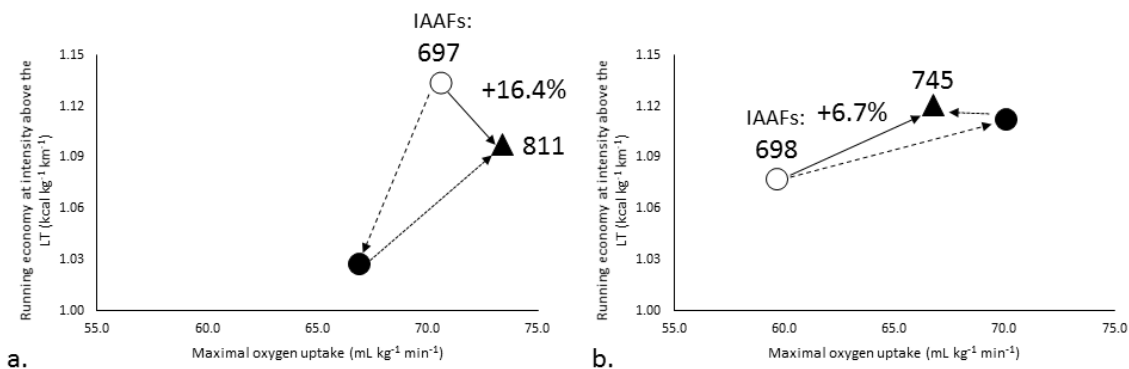 IAAFs:
697
+16.4%
811
Running economy at intensity above the
LT (kcal kg⁻¹ km⁻¹)
1.15
1.12
1.09
1.06
1.03
1.00
55.0 60.0 65.0 70.0 75.0
Maximal oxygen uptake (mL kg⁻¹ min⁻¹)
a.
745
+6.7%
IAAFs:
698
Running economy at intensity above the
LT (kcal kg⁻¹ km⁻¹)
1.15
1.12
1.09
1.06
1.03
1.00
55.0 60.0 65.0 70.0 75.0
Maximal oxygen uptake (mL kg⁻¹ min⁻¹)
b.